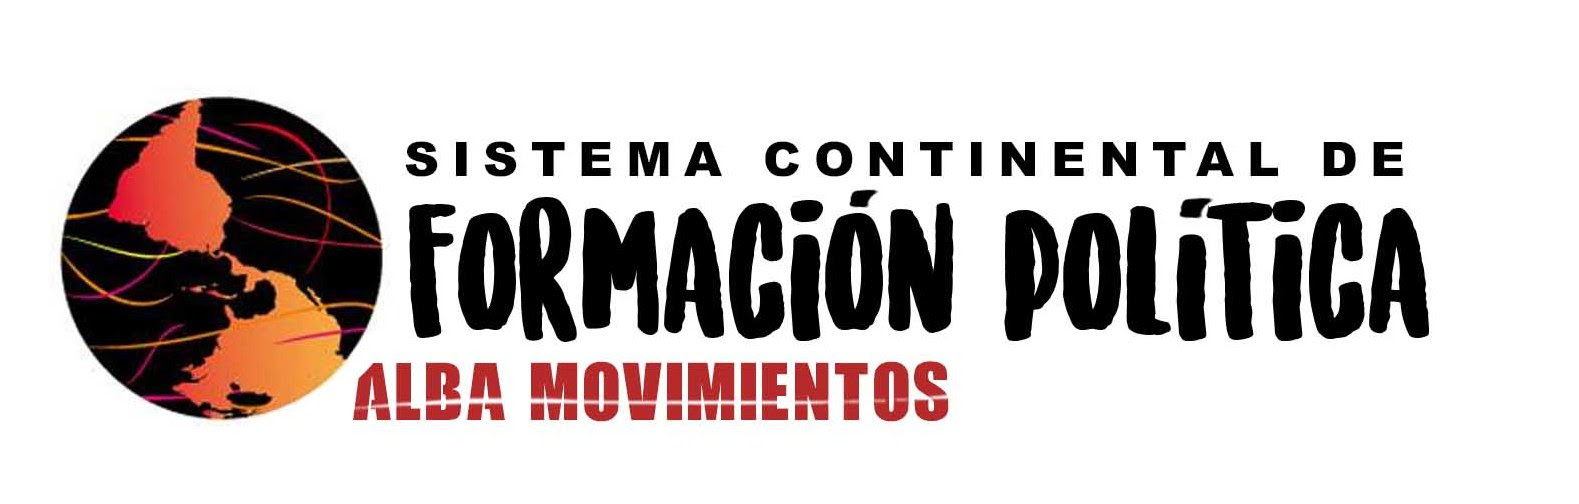 SISTEMA CONTINENTAL DE
FORMACIÓN POLÍTICA
ALBA MOVIMIENTOS